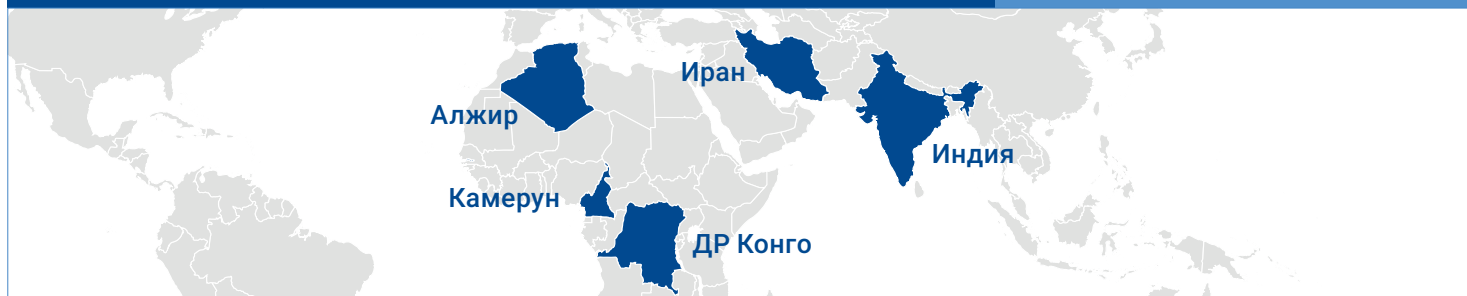 Иран
Алжир
Индия
Камерун
ДР Конго